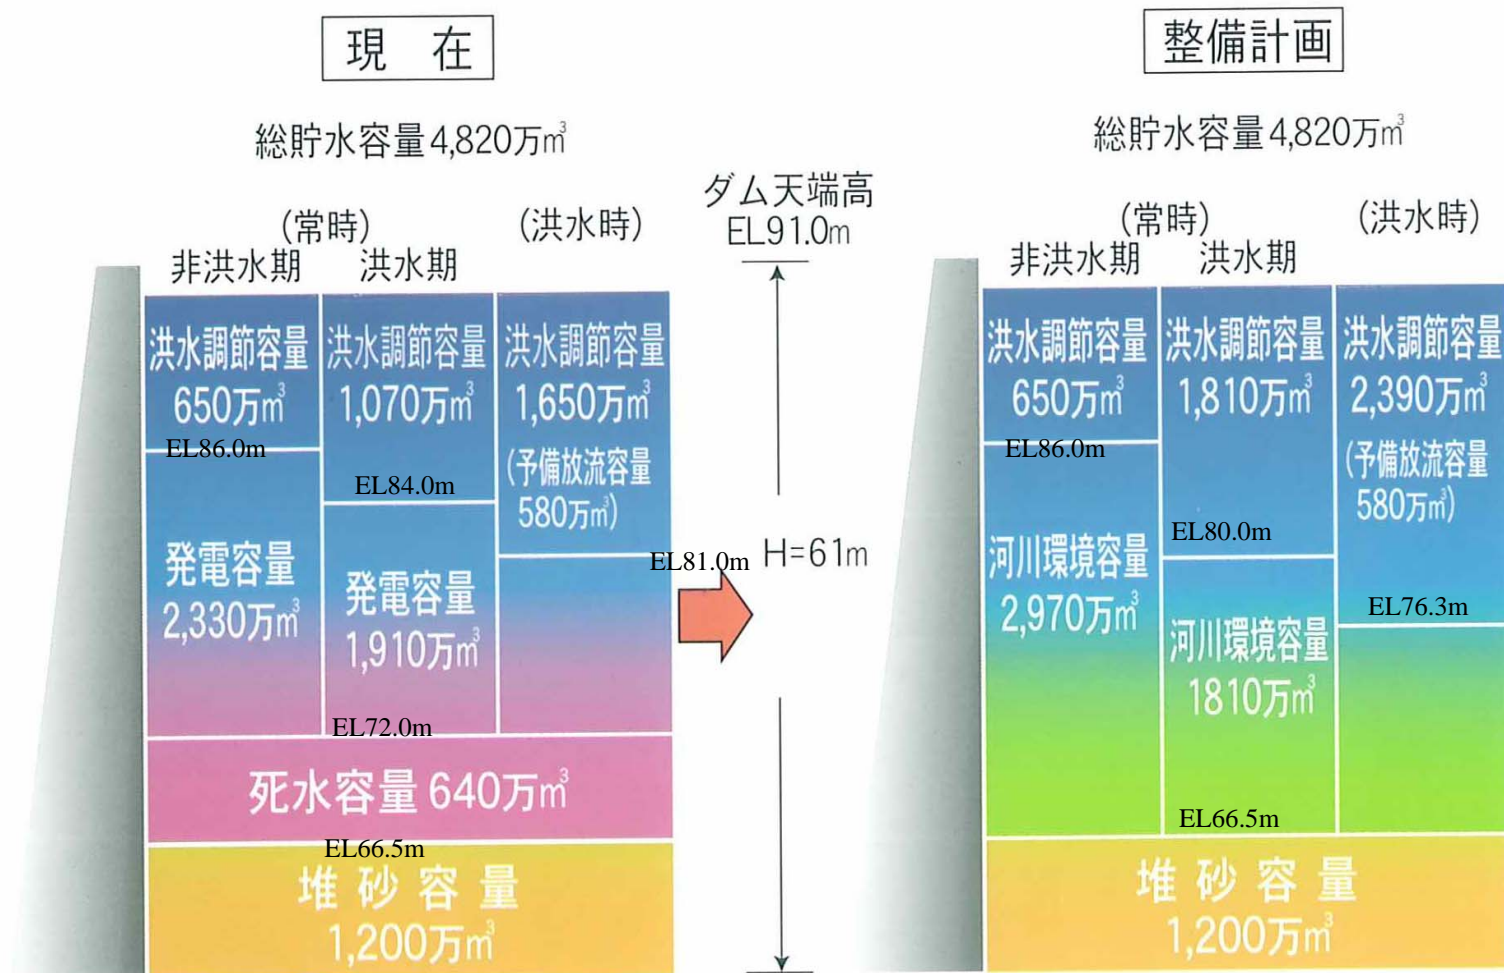 現 在
総貯水容量4,820万㎥
(常時)
(洪水時)
非洪水期
洪水期
洪水調節容量
650万㎥
EL86.0m
発電容量
2,330万㎥
洪水調節容量
1,070万㎥
EL84.0m
発電容量
1,910万㎥
EL72.0m
洪水調節容量
1,650万㎥
(予備放流容量
580万㎥)
EL81.0m
死水容量 640万㎥
EL66.5m
堆 砂 容 量
1,200万㎥
ダム天端高
EL91.0m
H=61m
整備計画
総貯水容量4,820万㎥
(常時)
(洪水時)
非洪水期
洪水期
洪水調節容量
650万㎥
EL86.0m
河川環境容量
2,970万㎥
洪水調節容量
1,810万㎥
EL80.0m
河川環境容量
1810万㎥
EL66.5m
洪水調節容量
2,390万㎥
(予備放流容量
580万㎥)
EL76.3m
堆 砂 容 量
1,200万㎥